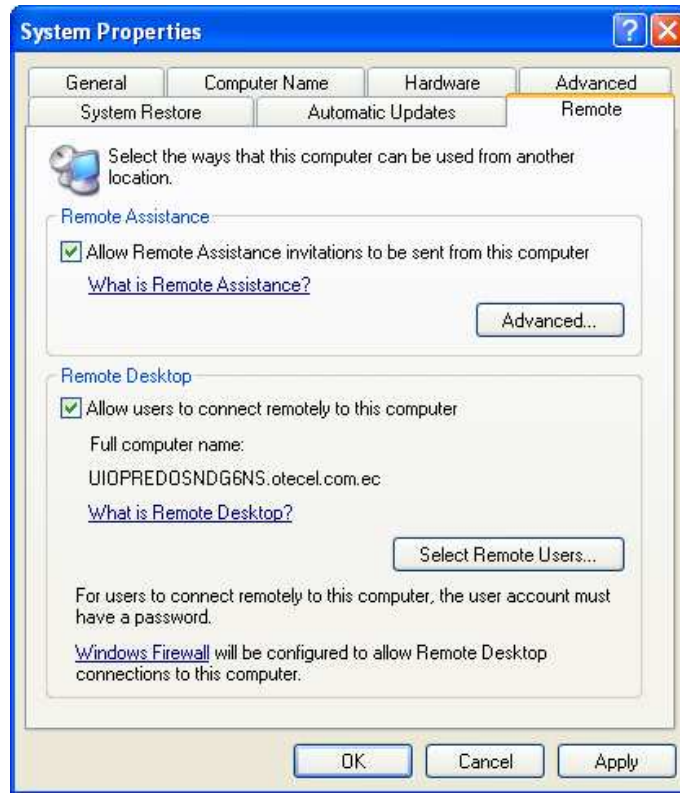 System Properties
General Computer Name Hardware Advanced
System Restore Automatic Updates Remote
Select the ways that this computer can be used from another
location.
Remote Assistance
Allow Remote Assistance invitations to be sent from this computer
What is Remote Assistance?
Advanced...
Remote Desktop
Allow users to connect remotely to this computer
Full computer name:
UIOPREDOSNDG6NS.otecel.com.ec
What is Remote Desktop?
Select Remote Users...
For users to connect remotely to this computer, the user account must
have a password.
Windows Firewall will be configured to allow Remote Desktop
connections to this computer.
OK Cancel Apply